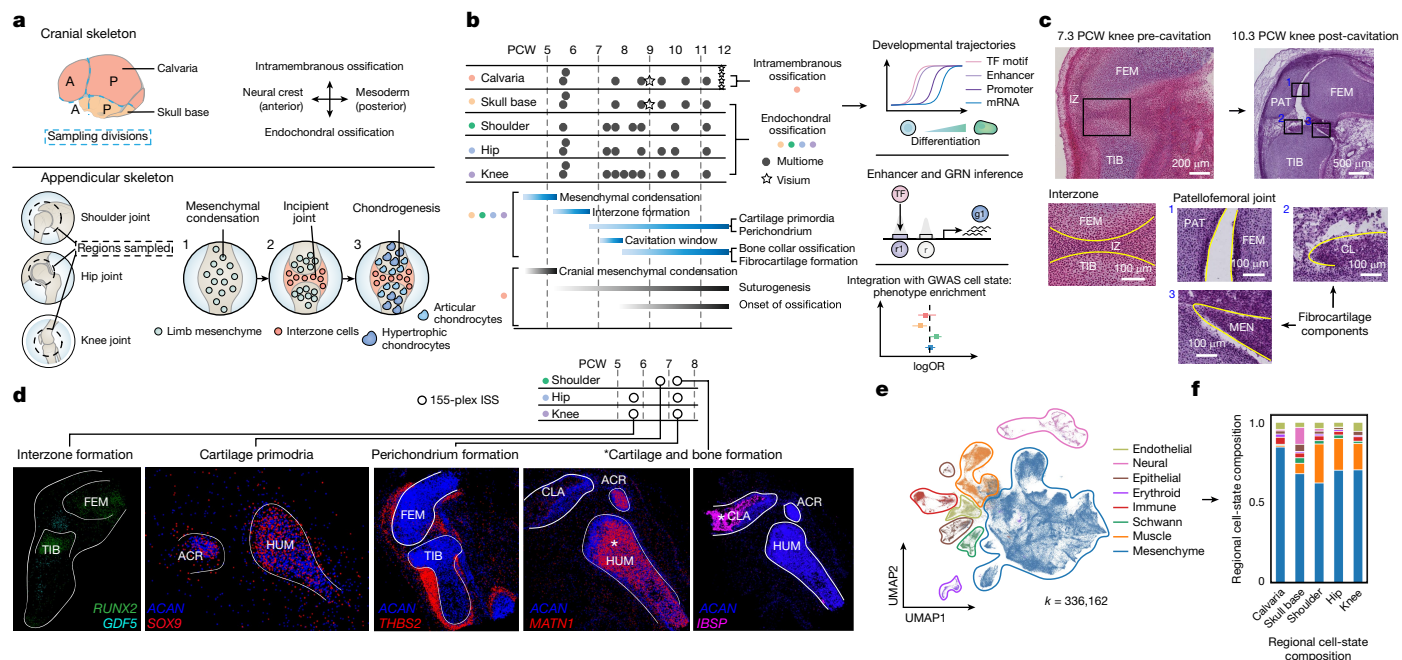 a
Cranial skeleton
A
P
A
P
Calvaria
Skull base
Sampling divisions
Intramembranous ossification
Neural crest
(anterior)
Mesoderm
(posterior)
Endochondral ossification
Appendicular skeleton
Shoulder joint
Regions sampled
Hip joint
Knee joint
Mesenchymal
condensation
Incipient
joint
Chondrogenesis
1
2
3
Limb mesenchyme
Interzone cells
Hypertrophic
chondrocytes
Articular
chondrocytes
b
PCW 5 6 7 8 9 10 11 12
Calvaria
Skull base
Shoulder
Hip
Knee
Intramembranous
ossification
Endochondral
ossification
Multiome
Visium
Mesenchymal condensation
Interzone formation
Cartilage primordia
Perichondrium
Cavitation window
Bone collar ossification
Fibrocartilage formation
Cranial mesenchymal condensation
Suturogenesis
Onset of ossification
Developmental trajectories
TF motif
Enhancer
Promoter
mRNA
Differentiation
Enhancer and GRN inference
TF
g1
r1
r
Integration with GWAS cell state:
phenotype enrichment
logOR
c
7.3 PCW knee pre-cavitation
10.3 PCW knee post-cavitation
FEM
IZ
TIB
200 μm
1
PAT
FEM
2
3
TIB
500 μm
Interzone
FEM
IZ
TIB
100 μm
Patellofemoral joint
1
PAT
FEM
100 μm
2
CL
100 μm
3
MEN
100 μm
Fibrocartilage
components
d
PCW 5 6 7 8
Shoulder
Hip
Knee
155-plex ISS
Interzone formation
Cartilage primodria
Perichondrium formation
*Cartilage and bone formation
FEM
TIB
RUNX2
GDF5
ACR
HUM
ACAN
SOX9
FEM
TIB
ACAN
THBS2
CLA
ACR
*
HUM
ACAN
MATN1
ACR
* CLA
HUM
ACAN
IBSP
e
Endothelial
Neural
Epithelial
Erythroid
Immune
Schwann
Muscle
Mesenchyme
UMAP2
UMAP1
k = 336,162
f
Regional cell-state composition
1.0
0.5
0
Calvaria
Skull base
Shoulder
Hip
Knee
Regional cell-state
composition